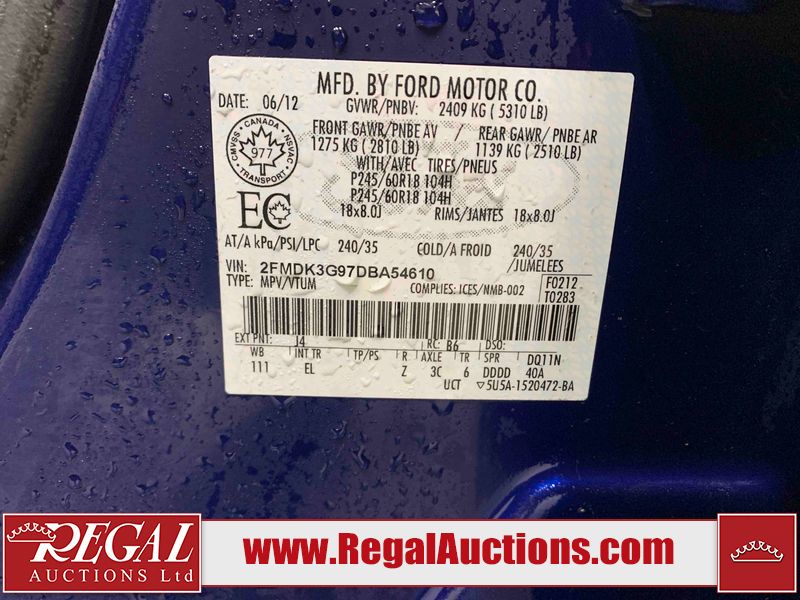 MFD. BY FORD MOTOR CO.
DATE: 06/12 GVWR/PNBV: 2409 KG ( 5310 LB)
FRONT GAWR/PNBE AV / REAR GAWR/ PNBE AR
1275 KG ( 2810 LB) 1139 KG ( 2510 LB)
WITH/AVEC TIRES/PNEUS
P245/60R18 104H
P245/60R18 104H
18x8.0J RIMS/JANTES 18x8.0J
CMVSS • CANADA • NSVAC
977
TRANSPORT
EC
AT/A kPa/PSI/LPC 240/35 COLD/A FROID 240/35
/JUMELEES
VIN: 2FMDK3G97DBA54610
TYPE: MPV/VTUM COMPLIES: ICES/NMB-002
F0212
T0283
EXT PNT: J4 RC: B6 DSO:
WB INT TR TP/PS R AXLE TR SPR DQ11N
111 EL Z 3C 6 DDDD 40A
UCT ▽5U5A-1520472-BA
REGAL
AUCTIONS Ltd
www.RegalAuctions.com